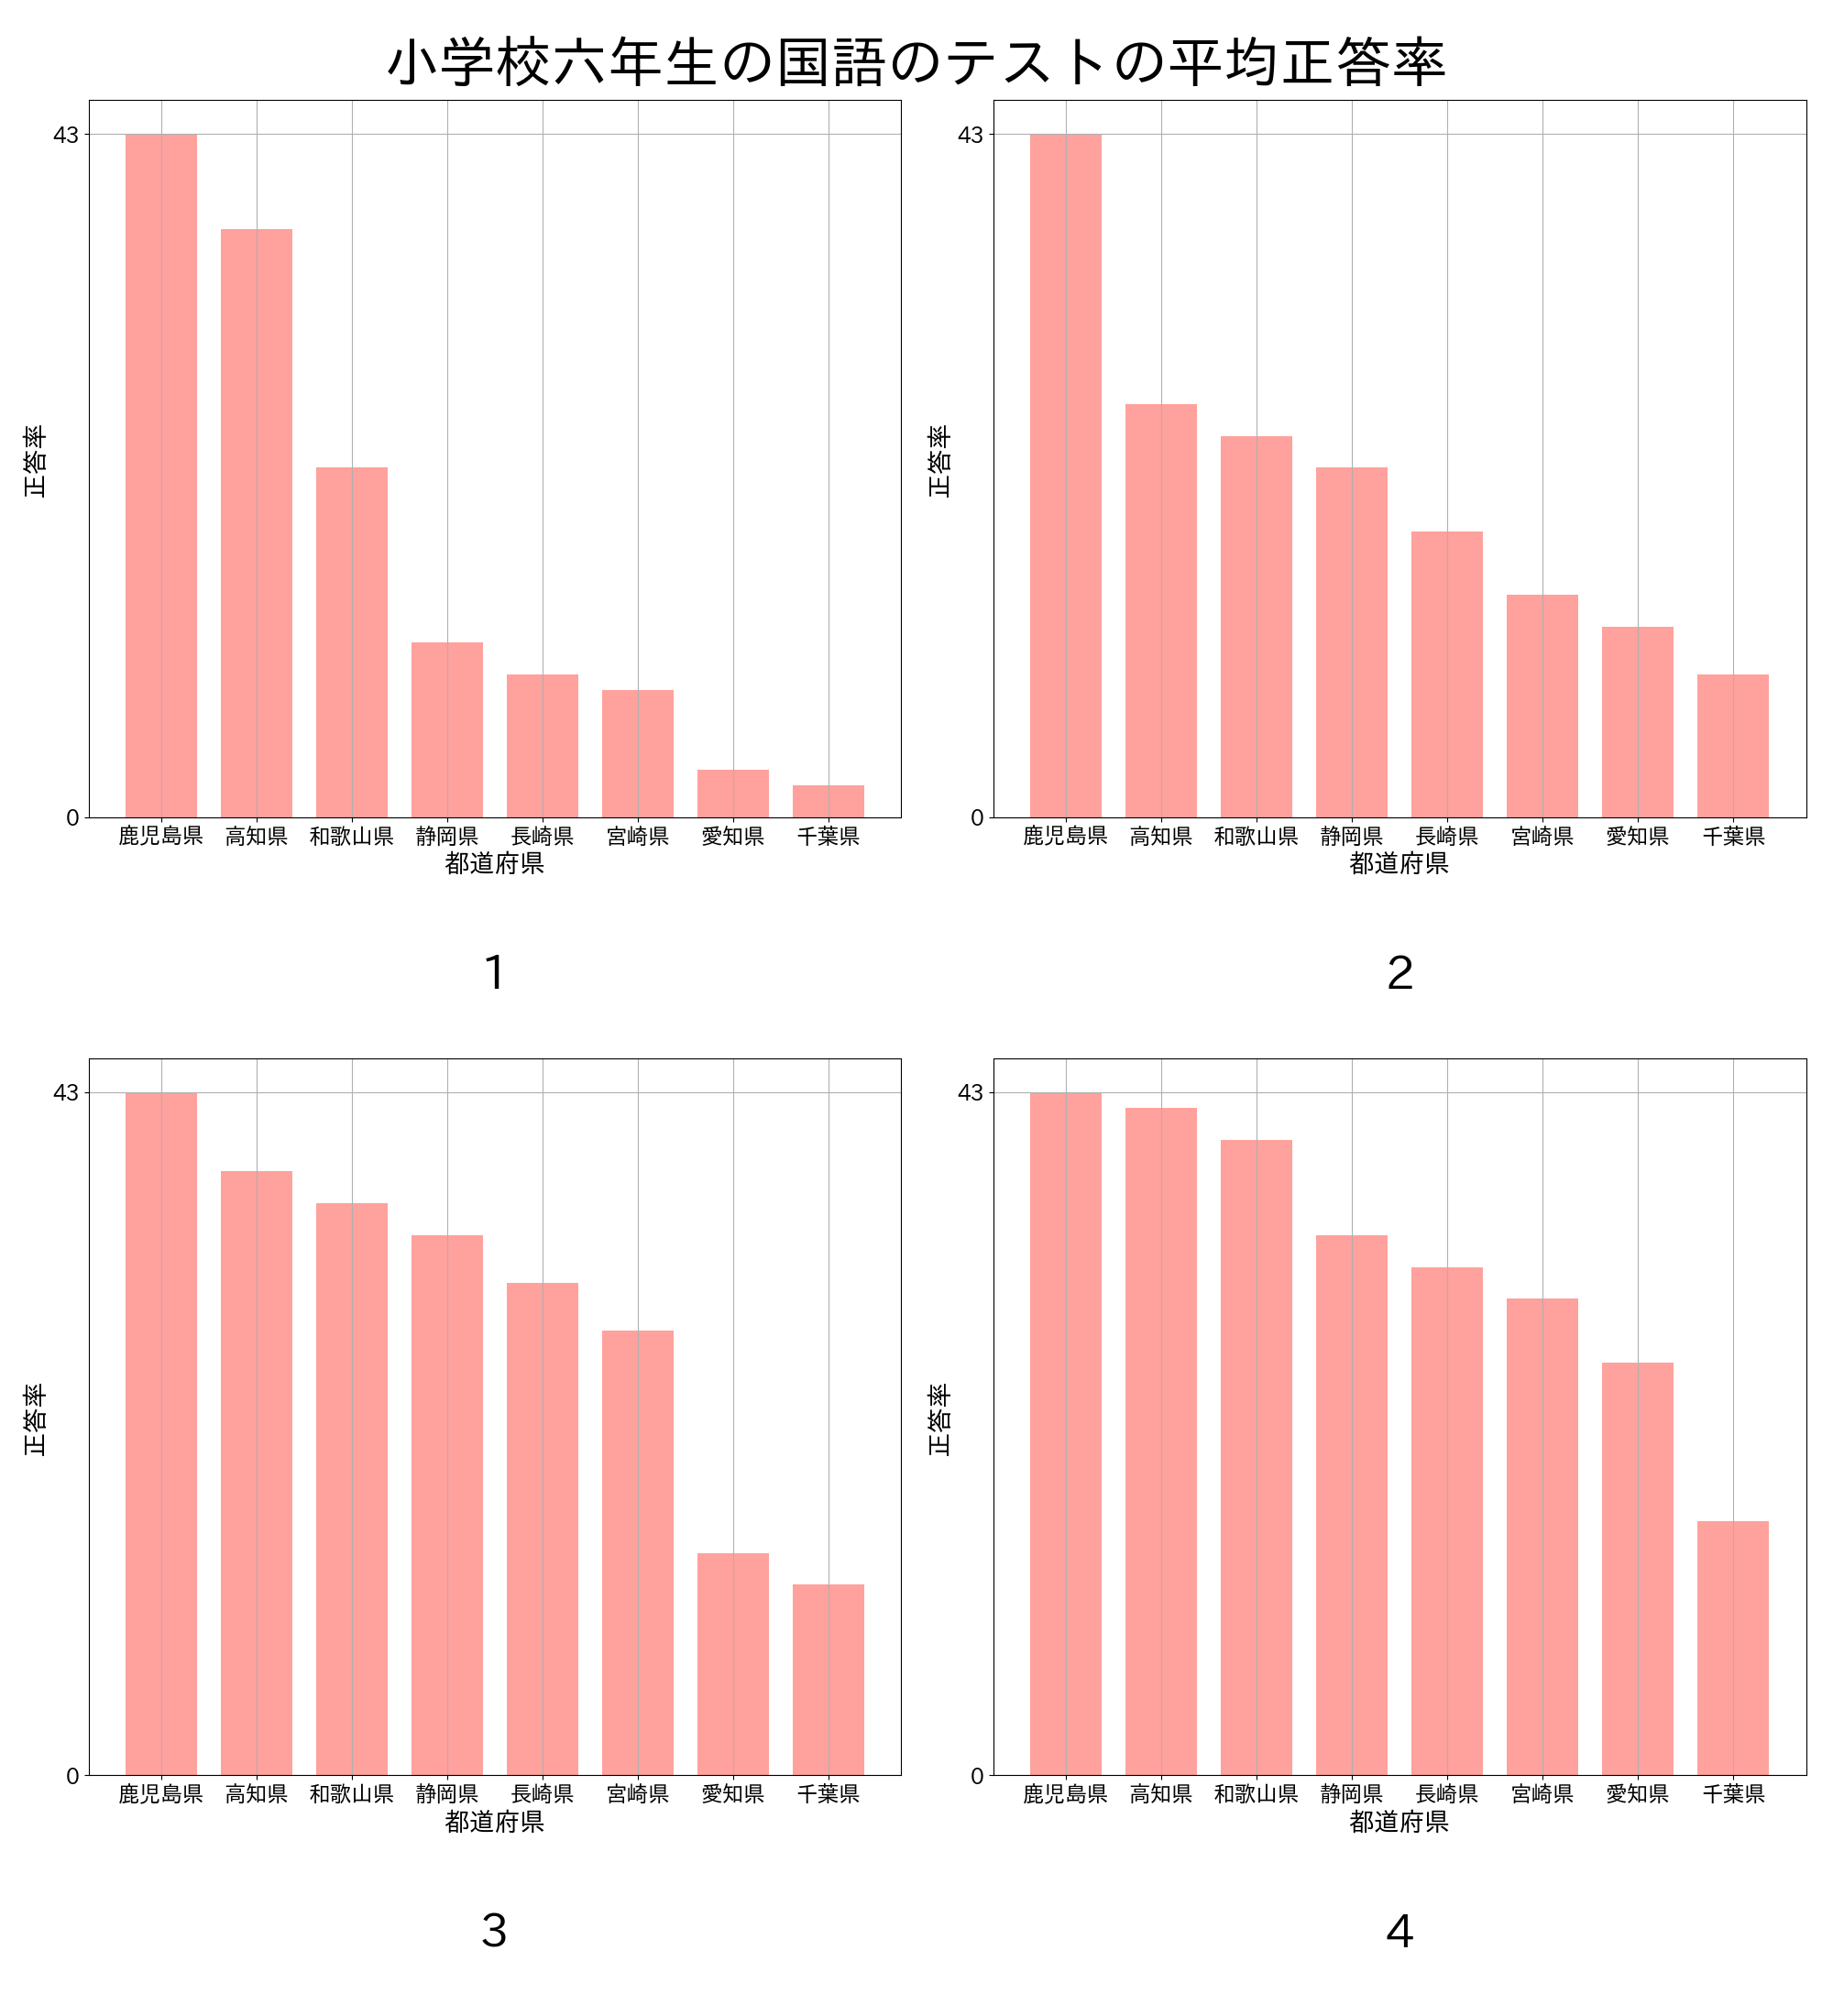 小学校六年生の国語のテストの平均正答率
43
0
正答率
鹿児島県 高知県 和歌山県 静岡県 長崎県 宮崎県 愛知県 千葉県
都道府県
1
43
0
正答率
鹿児島県 高知県 和歌山県 静岡県 長崎県 宮崎県 愛知県 千葉県
都道府県
2
43
0
正答率
鹿児島県 高知県 和歌山県 静岡県 長崎県 宮崎県 愛知県 千葉県
都道府県
3
43
0
正答率
鹿児島県 高知県 和歌山県 静岡県 長崎県 宮崎県 愛知県 千葉県
都道府県
4